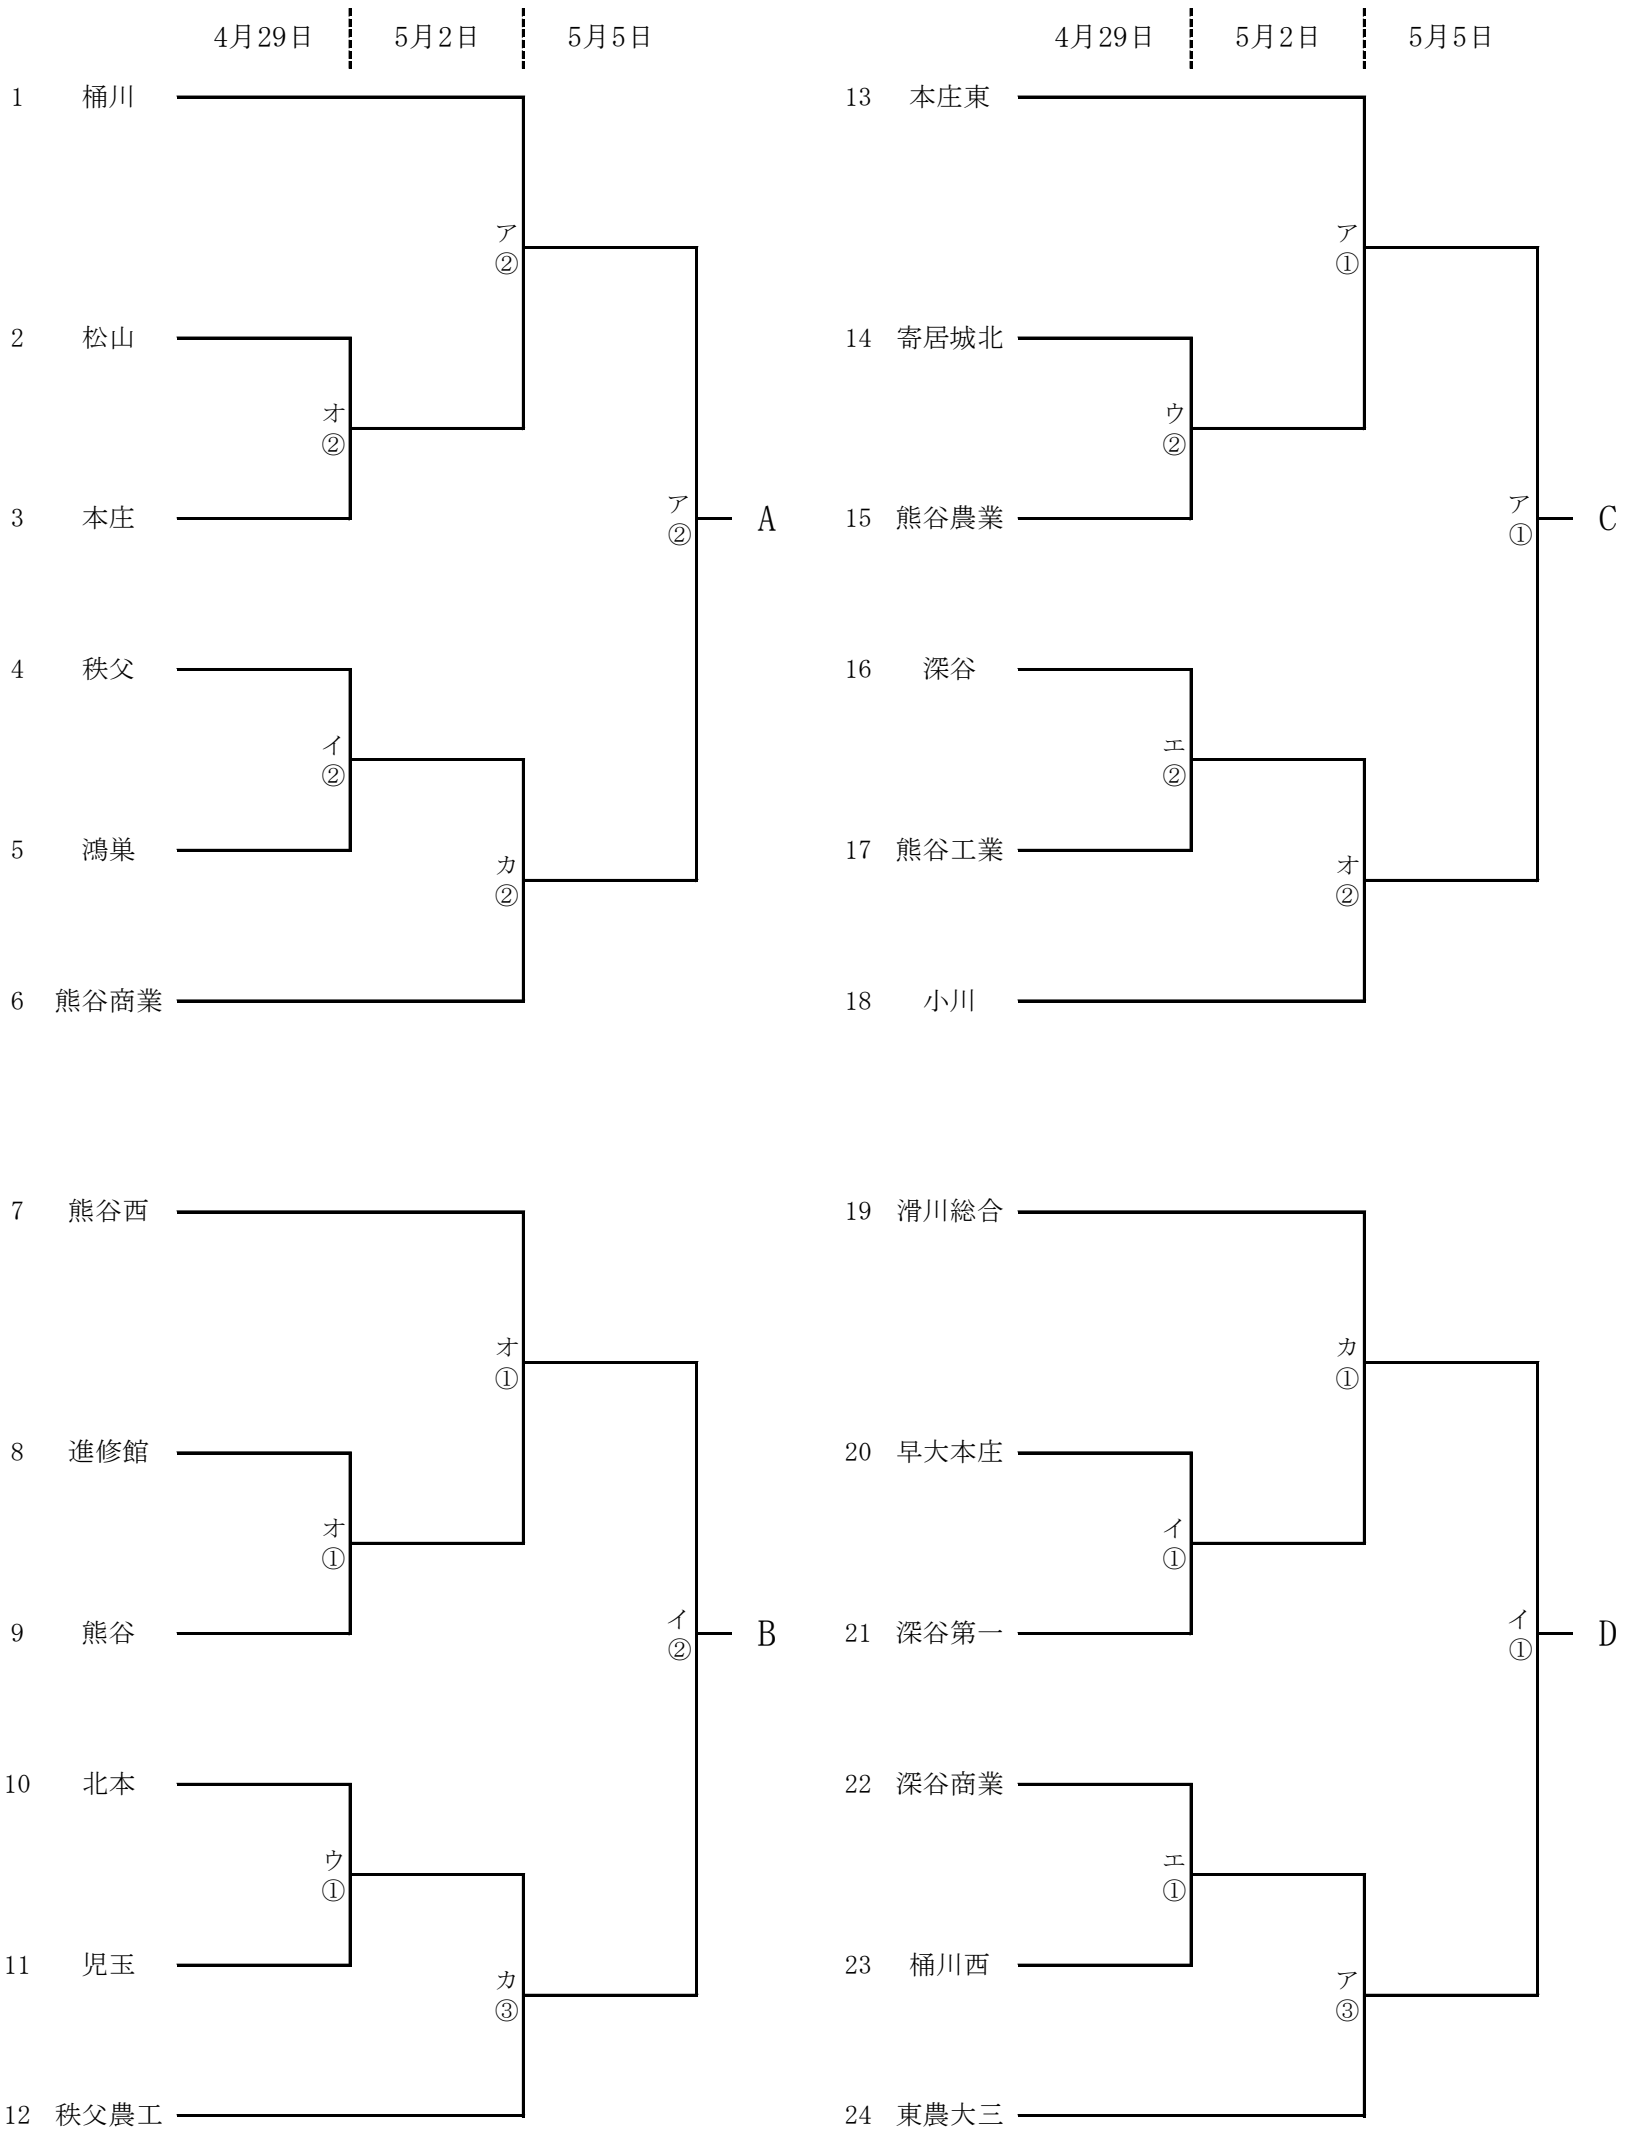 4月29日 5月2日 5月5日
1 桶川
ア
②
2 松山
オ
②
3 本庄
ア
②
A
4 秩父
イ
②
5 鴻巣
カ
②
6 熊谷商業
7 熊谷西
オ
①
8 進修館
オ
①
9 熊谷
イ
②
B
10 北本
ウ
①
11 児玉
カ
③
12 秩父農工
4月29日 5月2日 5月5日
13 本庄東
ア
①
14 寄居城北
ウ
②
15 熊谷農業
ア
①
C
16 深谷
エ
②
17 熊谷工業
オ
②
18 小川
19 滑川総合
カ
①
20 早大本庄
イ
①
21 深谷第一
イ
①
D
22 深谷商業
エ
①
23 桶川西
ア
③
24 東農大三